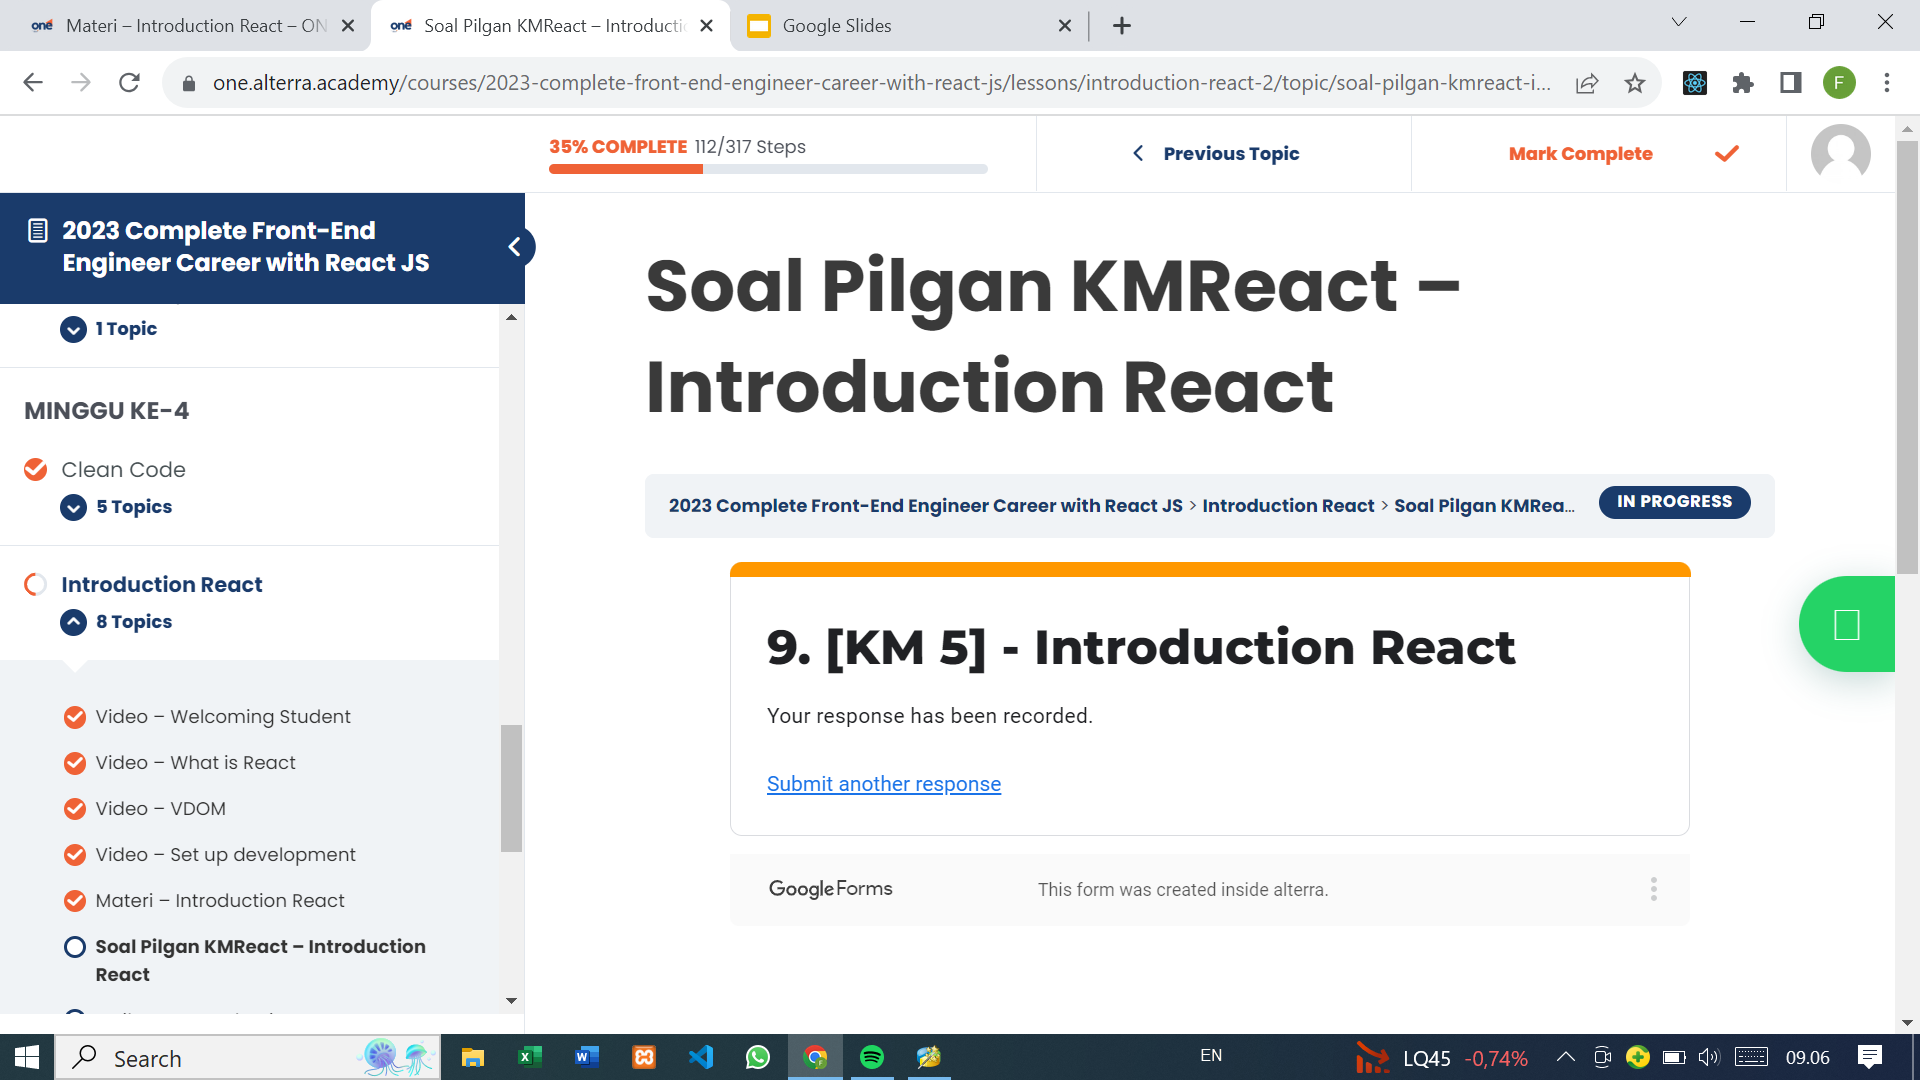 one Materi – Introduction React – ON
one Soal Pilgan KMReact – Introductio
Google Slides
one.alterra.academy/courses/2023-complete-front-end-engineer-career-with-react-js/lessons/introduction-react-2/topic/soal-pilgan-kmreact-i...
F
35% COMPLETE 112/317 Steps
Previous Topic
Mark Complete
2023 Complete Front-End
Engineer Career with React JS
1 Topic
MINGGU KE-4
Clean Code
5 Topics
Introduction React
8 Topics
Video – Welcoming Student
Video – What is React
Video – VDOM
Video – Set up development
Materi – Introduction React
Soal Pilgan KMReact – Introduction
React
Soal Pilgan KMReact –
Introduction React
2023 Complete Front-End Engineer Career with React JS > Introduction React > Soal Pilgan KMRea...
IN PROGRESS
9. [KM 5] - Introduction React
Your response has been recorded.
Submit another response
Google Forms
This form was created inside alterra.
Search
EN
LQ45 -0,74%
09.06